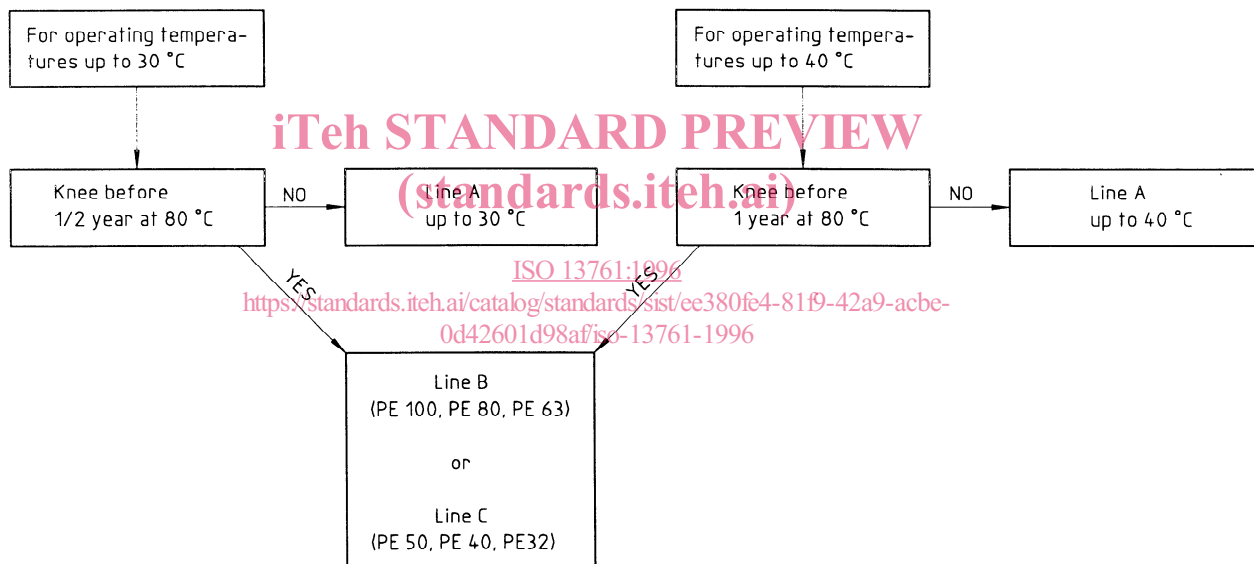 For operating tempera-
tures up to 30 °C
For operating tempera-
tures up to 40 °C
iTeh STANDARD PREVIEW
(standards.iteh.ai)
Knee before
1/2 year at 80 °C
NO
Line A
up to 30 °C
Knee before
1 year at 80 °C
NO
Line A
up to 40 °C
YES
YES
ISO 13761:1996
https://standards.iteh.ai/catalog/standards/sist/ee380fe4-81f9-42a9-acbe-
0d42601d98af/iso-13761-1996
Line B
(PE 100, PE 80, PE 63)
or
Line C
(PE 50, PE 40, PE32)